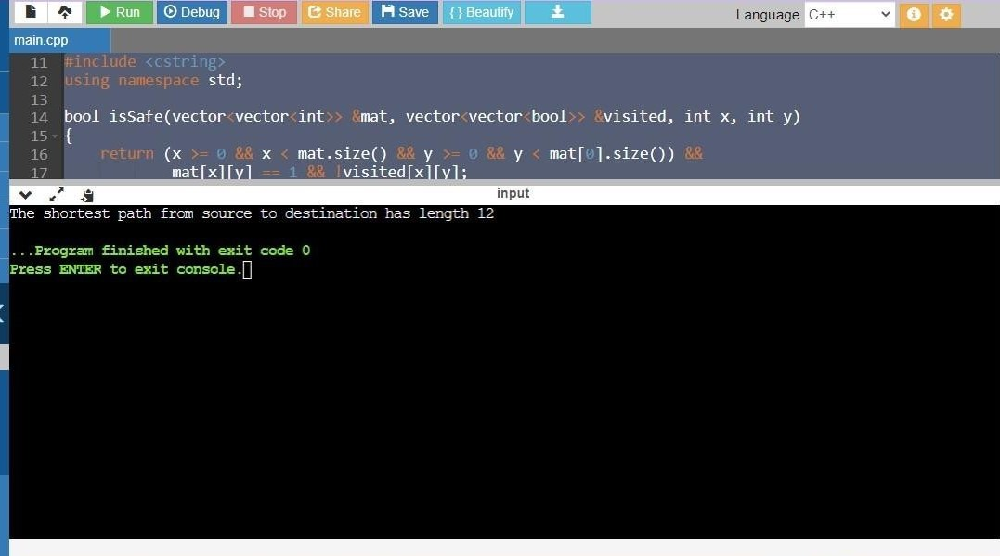 Run Debug Stop Share Save {} Beautify Language C++
main.cpp
11 #include <cstring>
12 using namespace std;
13
14 bool isSafe(vector<vector<int>> &mat, vector<vector<bool>> &visited, int x, int y)
15 {
16 return (x >= 0 && x < mat.size() && y >= 0 && y < mat[0].size()) &&
17 mat[x][y] == 1 && !visited[x][y];
input
The shortest path from source to destination has length 12
...Program finished with exit code 0
Press ENTER to exit console.